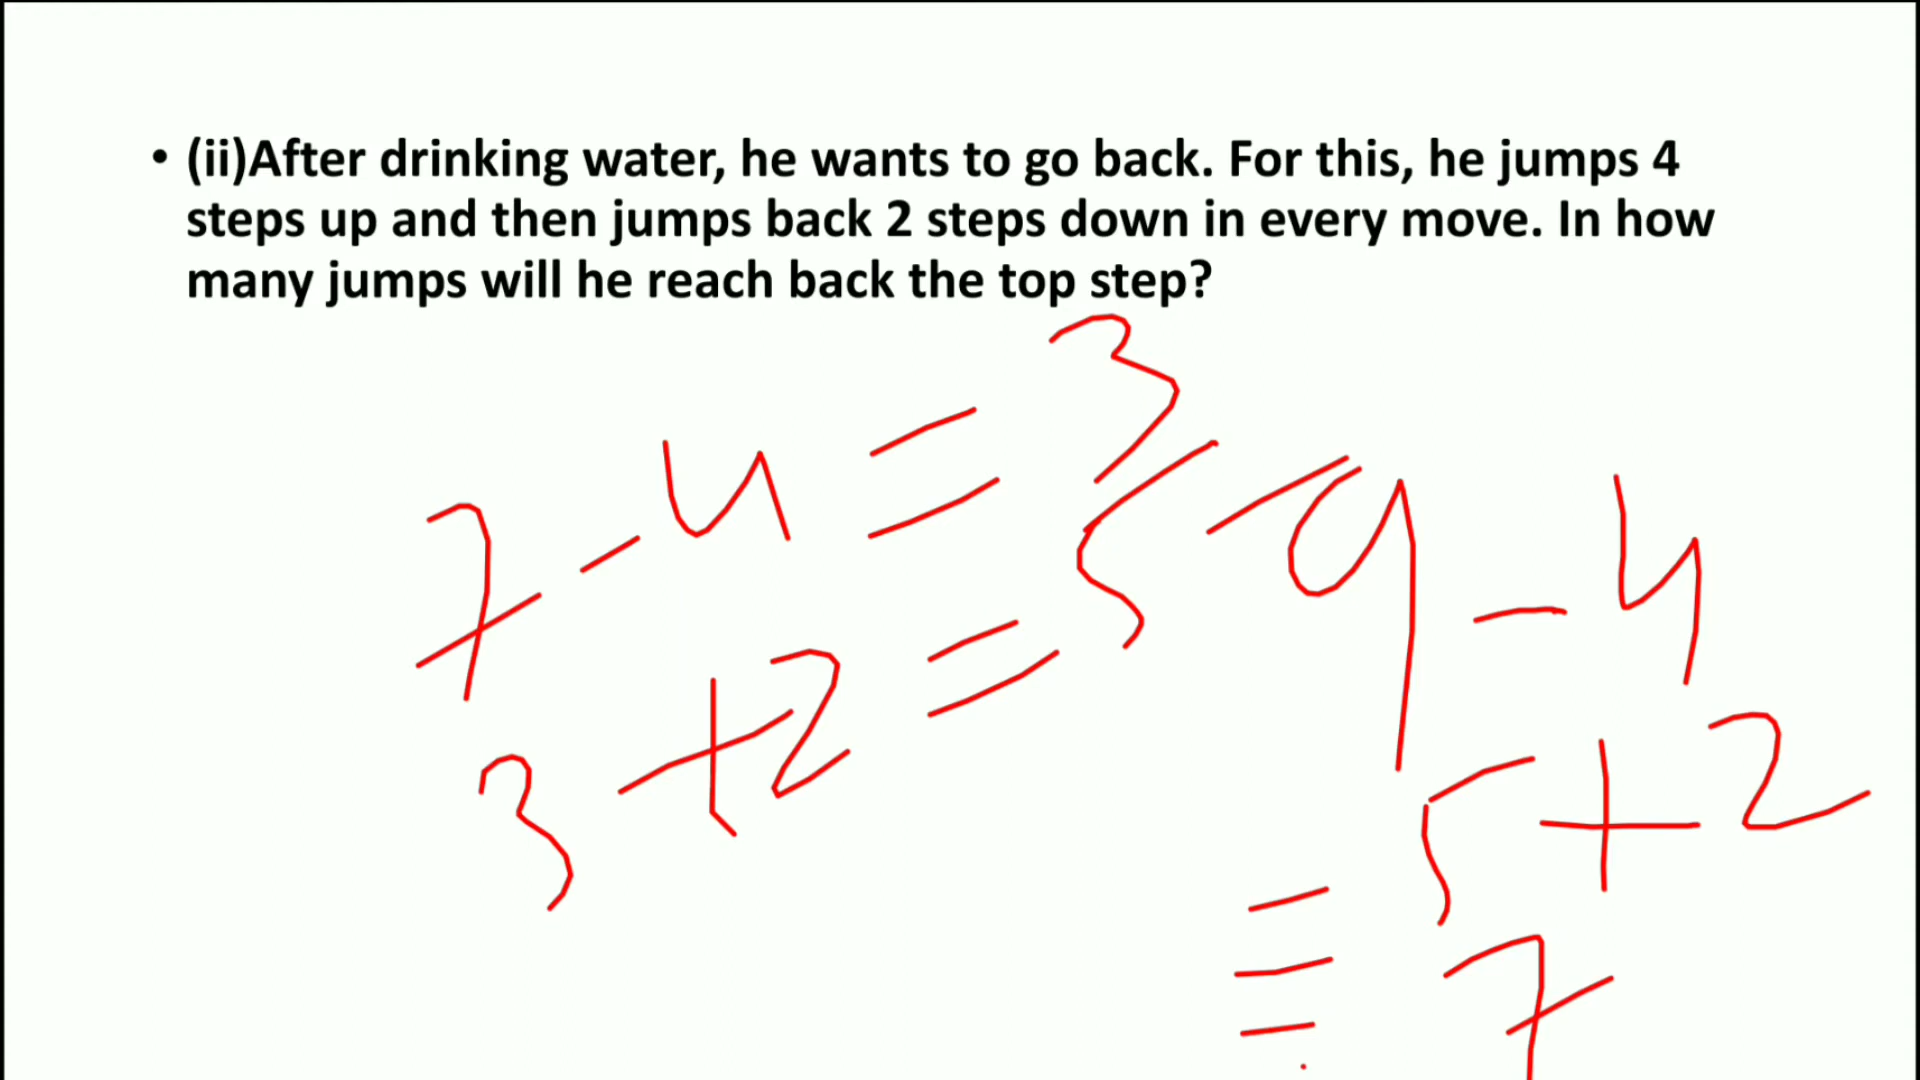 • (ii)After drinking water, he wants to go back. For this, he jumps 4
steps up and then jumps back 2 steps down in every move. In how
many jumps will he reach back the top step?
7 - 4 = 3
9 - 4
3 + 2 = 5
5 + 2
= 7